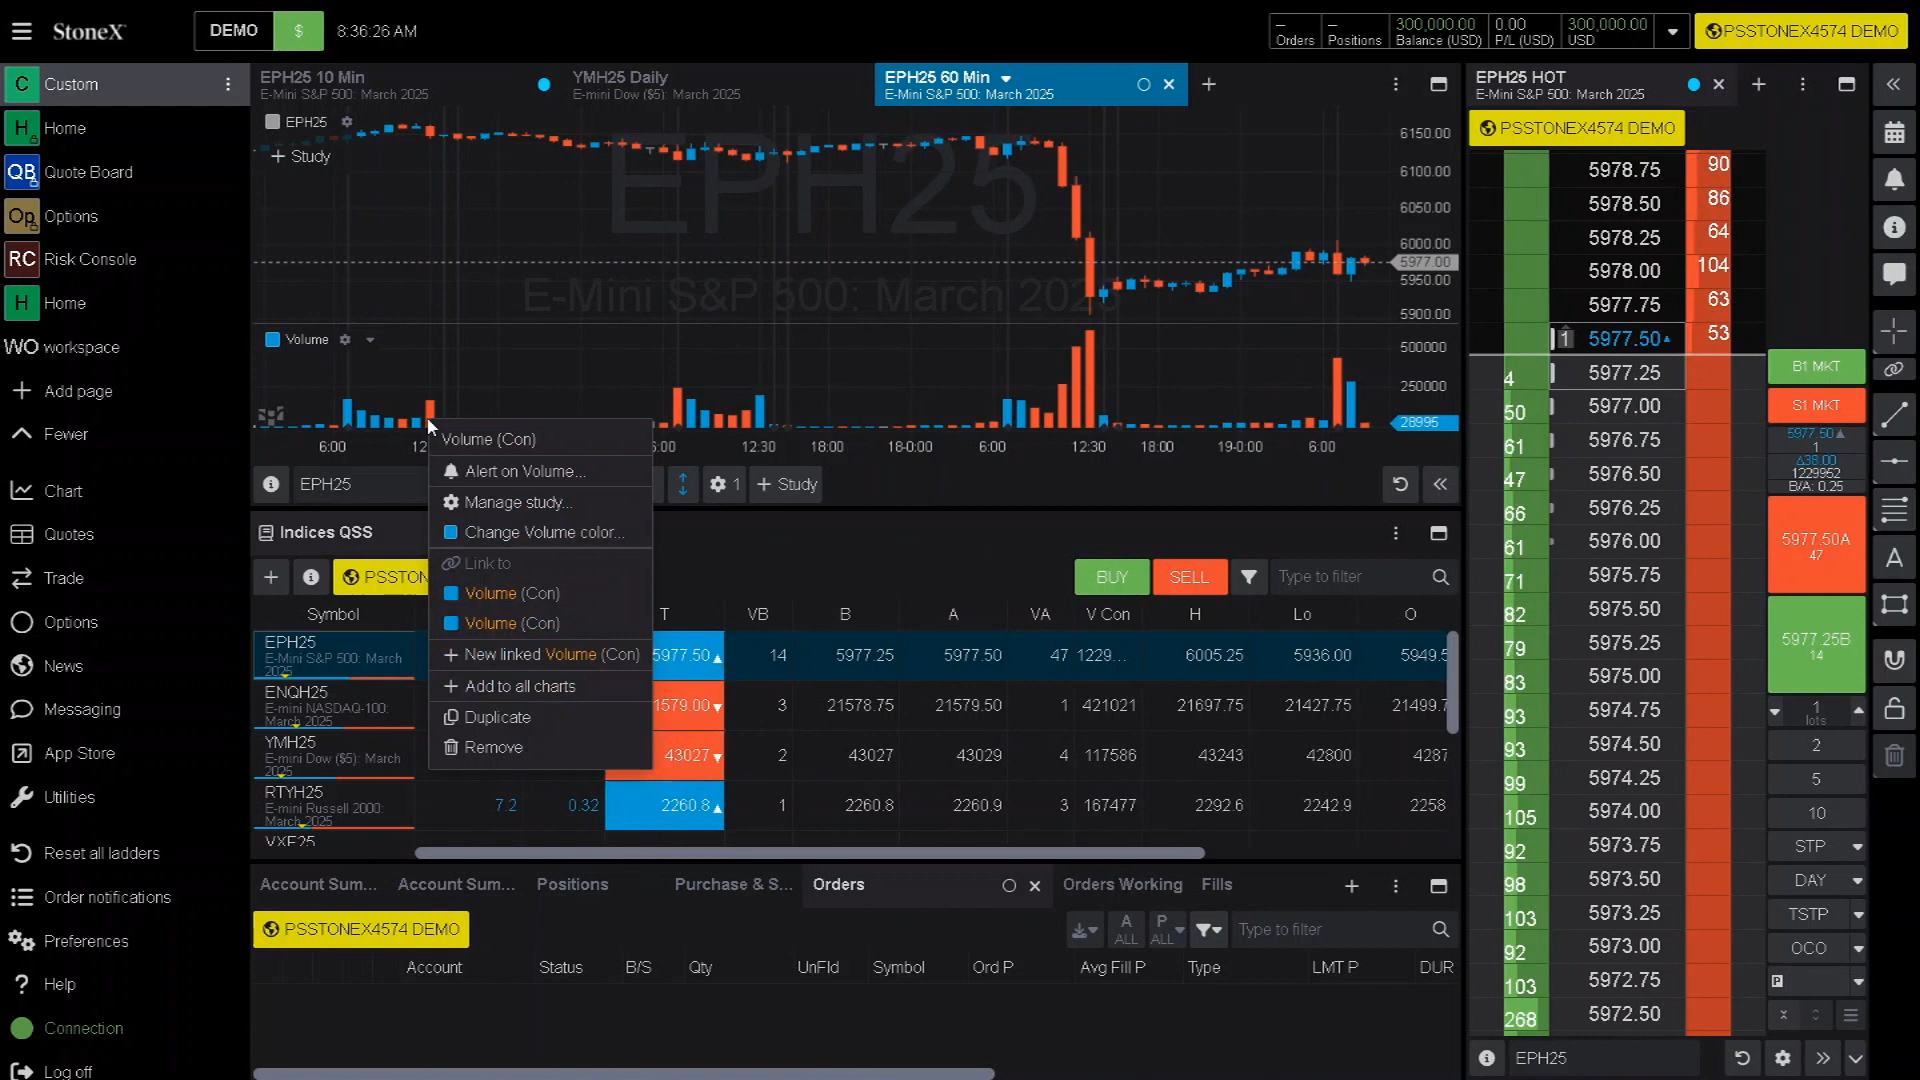 StoneX
DEMO
$
8:36:26 AM
–
Orders
–
Positions
300,000.00
Balance (USD)
0.00
P/L (USD)
300,000.00
USD
PSSTONEX4574 DEMO
C Custom
H Home
QB Quote Board
Op Options
RC Risk Console
H Home
WO workspace
Add page
Fewer
Chart
Quotes
Trade
Options
News
Messaging
App Store
Utilities
Reset all ladders
Order notifications
Preferences
Help
Connection
Log off
EPH25 10 Min
E-Mini S&P 500: March 2025
YMH25 Daily
E-mini Dow ($5): March 2025
EPH25 60 Min
E-Mini S&P 500: March 2025
EPH25
+ Study
EPH25
E-Mini S&P 500: March 2025
6150.00
6100.00
6050.00
6000.00
5977.00
5950.00
5900.00
Volume
500000
250000
28995
6:00 12 6:00 12:30 18:00 18-0:00 6:00 12:30 18:00 19-0:00 6:00
EPH25
1
+ Study
Volume (Con)
Alert on Volume...
Manage study...
Change Volume color...
Link to
Volume (Con)
Volume (Con)
New linked Volume (Con)
Add to all charts
Duplicate
Remove
Indices QSS
PSSTON
BUY
SELL
Type to filter
Symbol T VB B A VA V Con H Lo O
EPH25
E-Mini S&P 500: March
2025
5977.50 14 5977.25 5977.50 47 1229... 6005.25 5936.00 5949.5
ENQH25
E-mini NASDAQ-100:
March 2025
1579.00 3 21578.75 21579.50 1 421021 21697.75 21427.75 21499.7
YMH25
E-mini Dow ($5): March
2025
43027 2 43027 43029 4 117586 43243 42800 4287
RTYH25
E-mini Russell 2000:
March 2025
7.2 0.32 2260.8 1 2260.8 2260.9 3 167477 2292.6 2242.9 2258
VXF25
Account Sum...
Account Sum...
Positions
Purchase & S...
Orders
Orders Working
Fills
PSSTONEX4574 DEMO
A
ALL
P
ALL
Type to filter
Account Status B/S Qty UnFld Symbol Ord P Avg Fill P Type LMT P DUR
EPH25 HOT
E-Mini S&P 500: March 2025
PSSTONEX4574 DEMO
5978.75 90
5978.50 86
5978.25 64
5978.00 104
5977.75 63
1 5977.50 53
4 5977.25
50 5977.00
61 5976.75
47 5976.50
66 5976.25
61 5976.00
71 5975.75
82 5975.50
79 5975.25
83 5975.00
93 5974.75
93 5974.50
99 5974.25
105 5974.00
92 5973.75
98 5973.50
103 5973.25
92 5973.00
103 5972.75
268 5972.50
B1 MKT
S1 MKT
5977.50
1
Δ38.00
1229952
B/A: 0.25
5977.50A
47
5977.25B
14
1
lots
2
5
10
STP
DAY
TSTP
OCO
P
A
EPH25